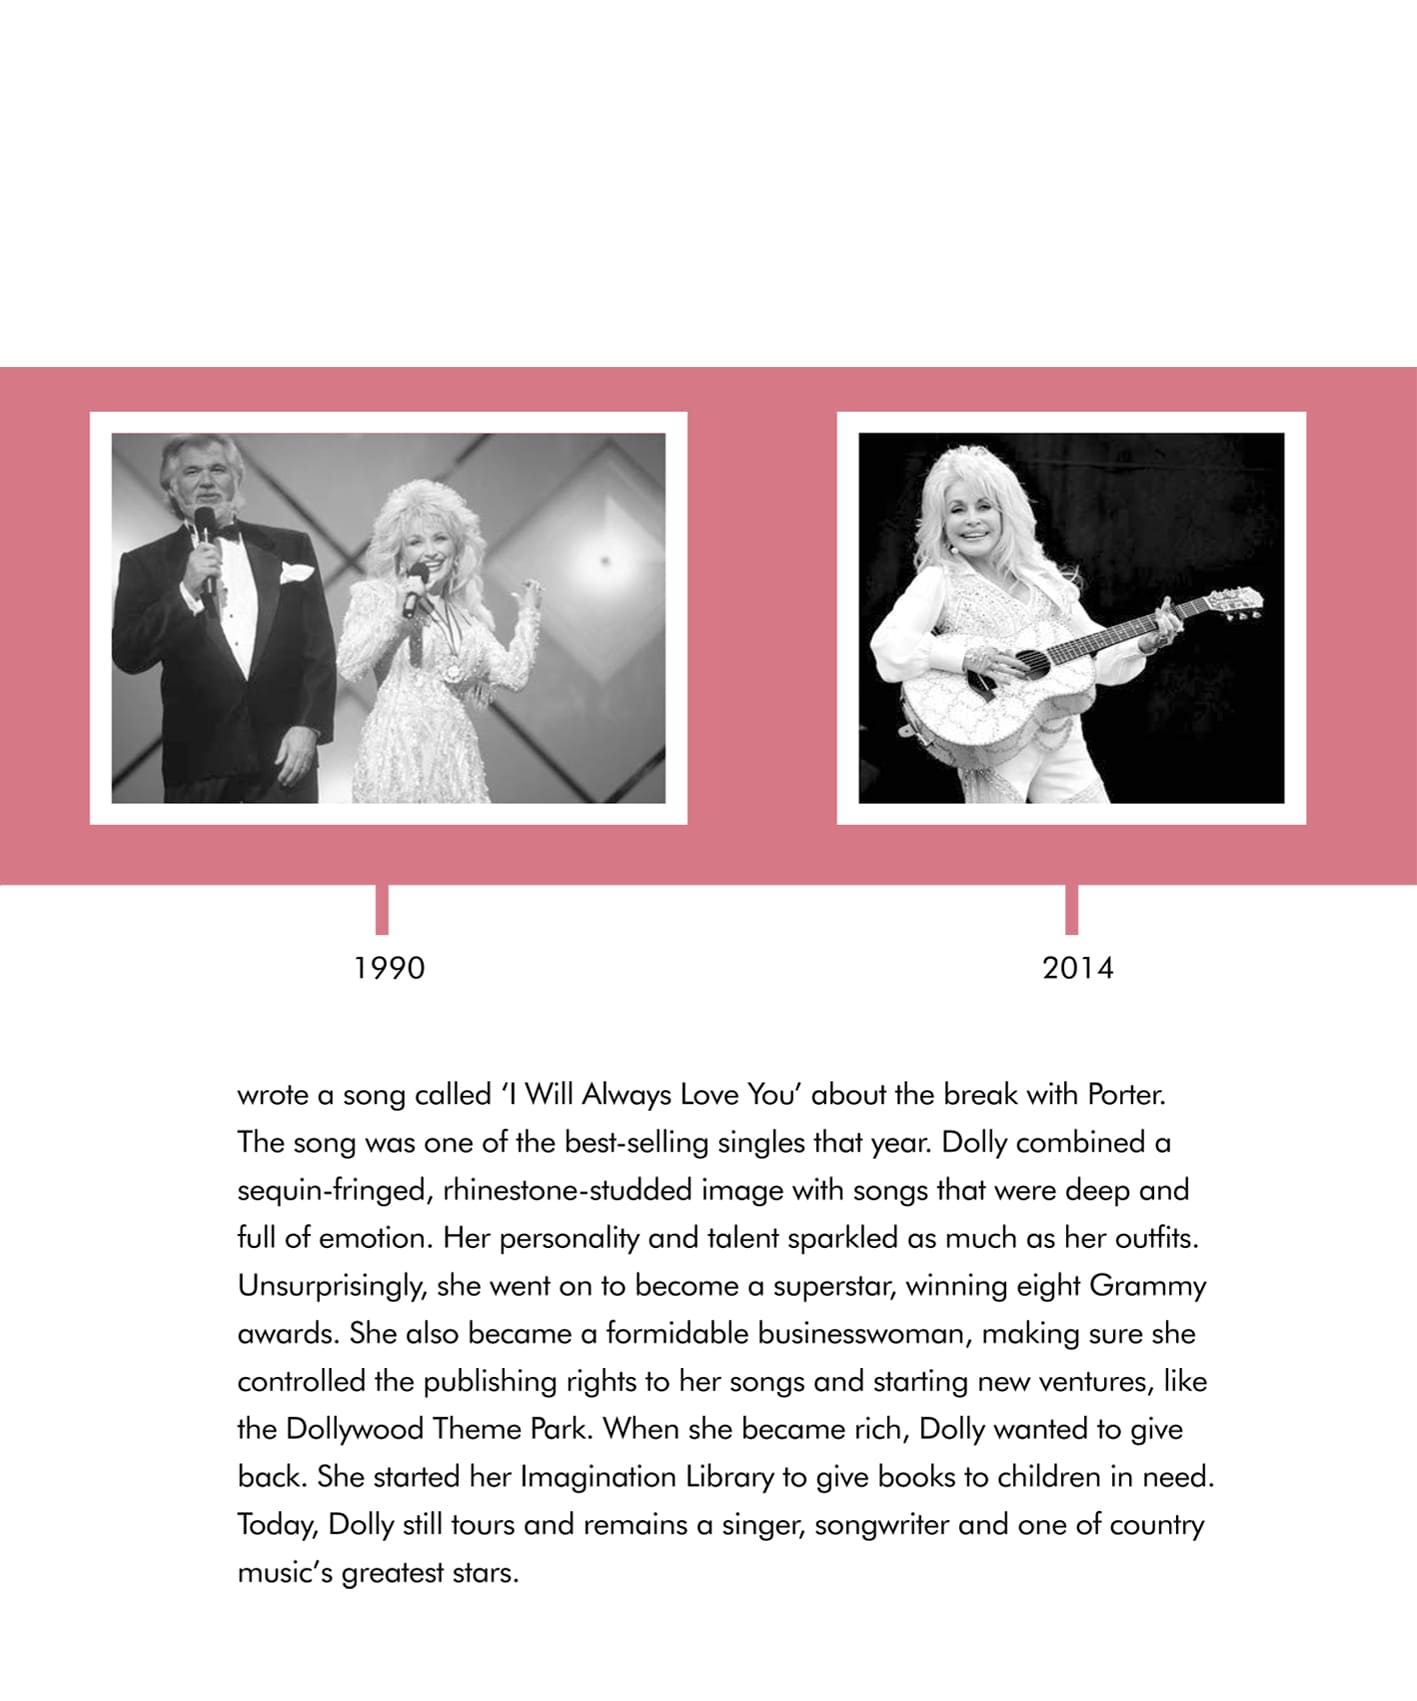 1990
2014
wrote a song called ‘I Will Always Love You’ about the break with Porter.
The song was one of the best-selling singles that year. Dolly combined a
sequin-fringed, rhinestone-studded image with songs that were deep and
full of emotion. Her personality and talent sparkled as much as her outfits.
Unsurprisingly, she went on to become a superstar, winning eight Grammy
awards. She also became a formidable businesswoman, making sure she
controlled the publishing rights to her songs and starting new ventures, like
the Dollywood Theme Park. When she became rich, Dolly wanted to give
back. She started her Imagination Library to give books to children in need.
Today, Dolly still tours and remains a singer, songwriter and one of country
music’s greatest stars.